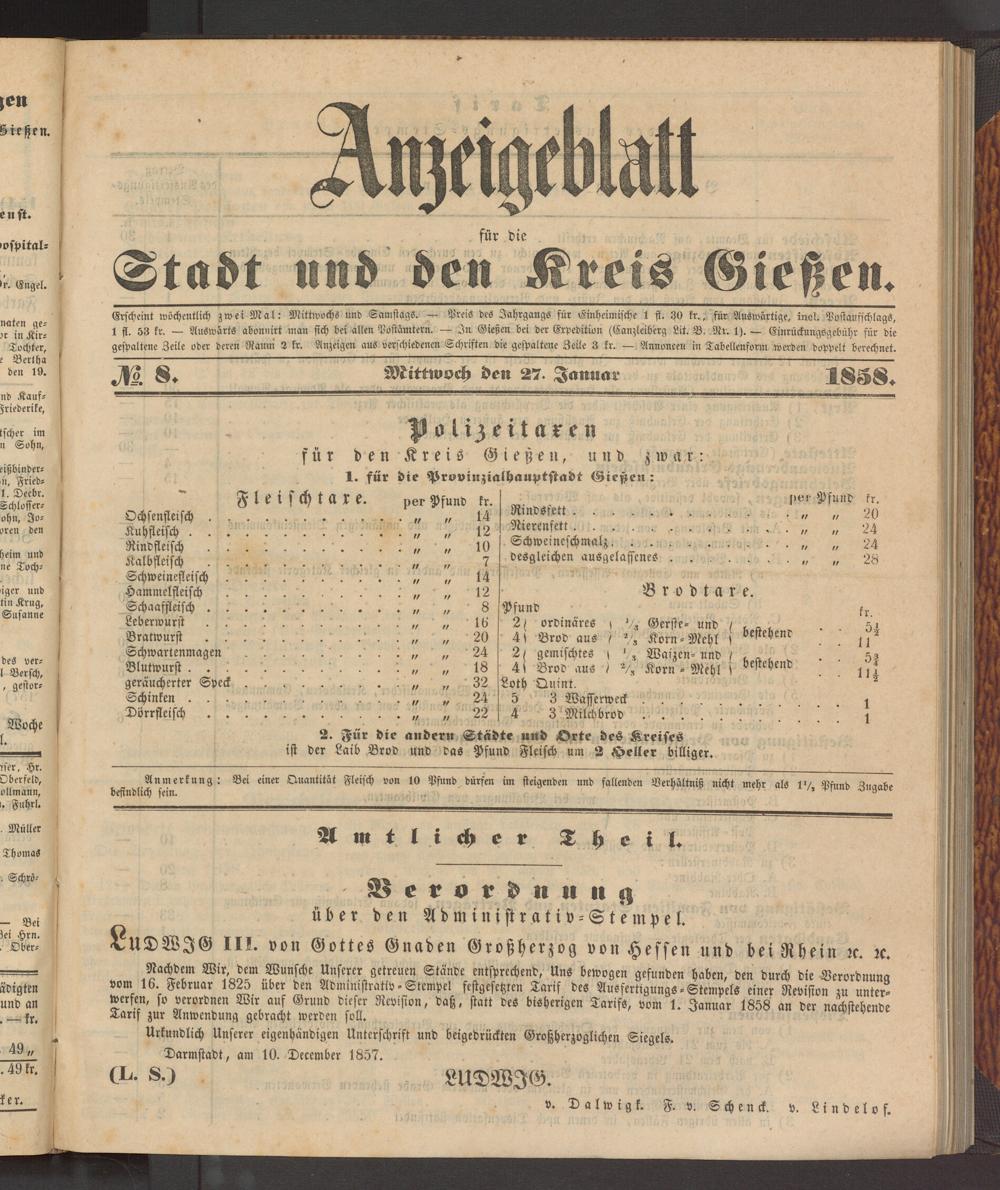 Anzeigeblatt
für die
Stadt und den Kreis Gießen.
Erscheint wöchentlich zwei Mal: Mittwochs und Samstags. — Preis des Jahrgangs für Einheimische 1 fl. 30 kr., für Auswärtige, incl. Postaufschlags,
1 fl. 53 kr. — Auswärts abonnirt man sich bei allen Postämtern. — In Gießen bei der Expedition (Canzleiberg Lit. B. Nr. 1). — Einrückungsgebühr für die
gespaltene Zeile oder deren Raum 2 kr. Anzeigen aus verschiedenen Schriften die gespaltene Zeile 3 kr. — Annoncen in Tabellenform werden doppelt berechnet.
№ 8. Mittwoch den 27. Januar 1858.
Polizeitaxen
für den Kreis Gießen, und zwar:
1. für die Provinzialhauptstadt Gießen:
Fleischtaxe. per Pfund kr.
Ochsenfleisch . . . . „ „ 14
Kuhfleisch . . . . „ „ 12
Rindfleisch . . . . „ „ 10
Kalbfleisch . . . . „ „ 7
Schweinefleisch . . . . „ „ 14
Hammelfleisch . . . . „ „ 12
Schaaffleisch . . . . „ „ 8
Leberwurst . . . . „ „ 16
Bratwurst . . . . „ „ 20
Schwartenmagen . . . . „ „ 24
Blutwurst . . . . „ „ 18
geräucherter Speck . . . . „ „ 32
Schinken . . . . „ „ 24
Dörrfleisch . . . . „ „ 22
per Pfund kr.
Rindsfett . . . . „ „ 20
Nierenfett . . . . „ „ 24
Schweineschmalz . . . . „ „ 24
desgleichen ausgelassenes . . . . „ „ 28
Brodtaxe.
Pfund kr.
2 ordinäres 1/3 Gerste- und bestehend . . 5½
4 Brod aus 2/3 Korn-Mehl . . 11
2 gemischtes 1/3 Waizen- und bestehend . . 5¾
4 Brod aus 2/3 Korn-Mehl . . 11½
Loth Quint.
5 3 Wasserweck . . . . 1
4 3 Milchbrod . . . . 1
2. Für die andern Städte und Orte des Kreises
ist der Laib Brod und das Pfund Fleisch um 2 Heller billiger.
Anmerkung: Bei einer Quantität Fleisch von 10 Pfund dürfen im steigenden und fallenden Verhältniß nicht mehr als 1½ Pfund Zugabe
befindlich sein.
Amtlicher Theil.
Verordnung
über den Administrativ-Stempel.
LUDWIG III. von Gottes Gnaden Großherzog von Hessen und bei Rhein ꝛc. ꝛc.
Nachdem Wir, dem Wunsche Unserer getreuen Stände entsprechend, Uns bewogen gefunden haben, den durch die Verordnung
vom 16. Februar 1825 über den Administrativ-Stempel festgesetzten Tarif des Ausfertigungs-Stempels einer Revision zu unter-
werfen, so verordnen Wir auf Grund dieser Revision, daß, statt des bisherigen Tarifs, vom 1. Januar 1858 an der nachstehende
Tarif zur Anwendung gebracht werden soll.
Urkundlich Unserer eigenhändigen Unterschrift und beigedrückten Großherzoglichen Siegels.
Darmstadt, am 10. December 1857.
(L. S.) LUDWIG.
v. Dalwigk. F. v. Schenck. v. Lindelof.